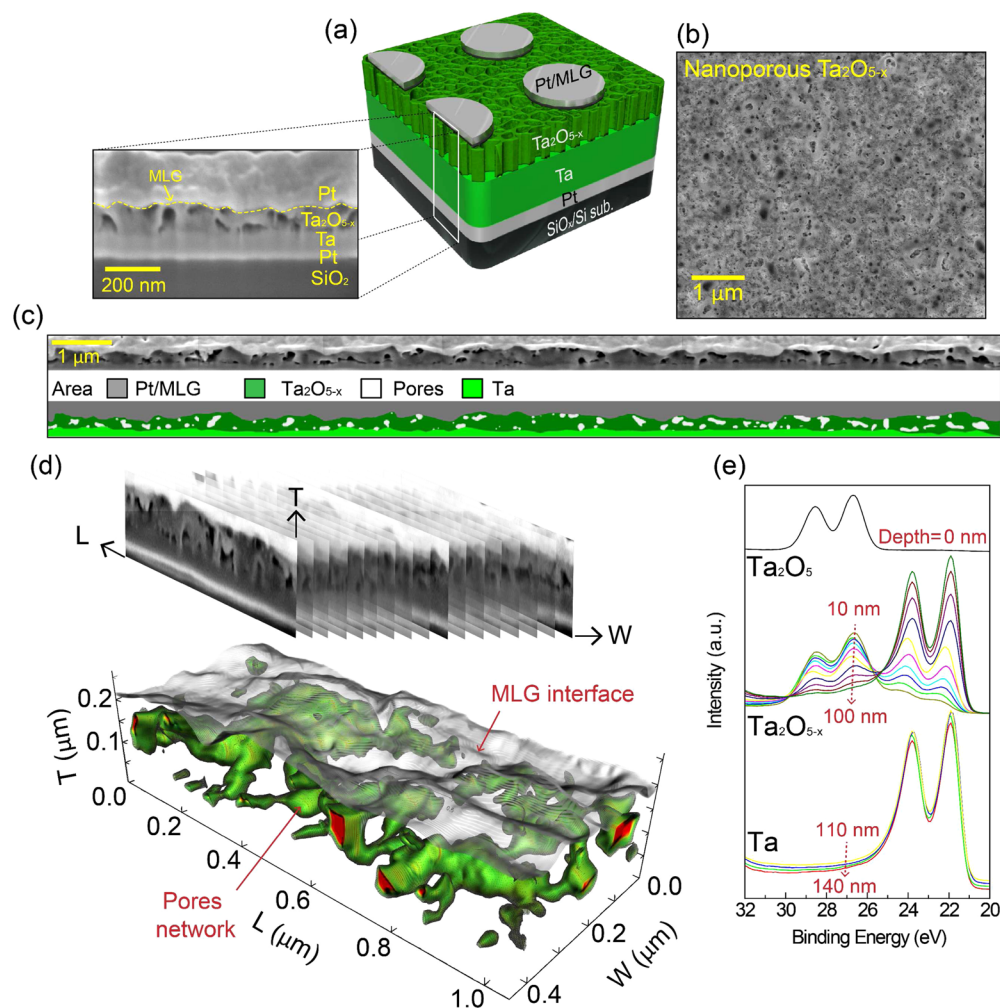 (a)
Pt/MLG
Ta₂O₅₋ₓ
Ta
Pt
SiOₓ/Si sub.
MLG
Pt
Ta₂O₅₋ₓ
Ta
Pt
SiO₂
200 nm
(b)
Nanoporous Ta₂O₅₋ₓ
1 μm
(c)
1 μm
Area Pt/MLG Ta₂O₅₋ₓ Pores Ta
(d)
L
T
W
MLG interface
Pores
network
T (μm)
0.2
0.1
0.0
0.2
0.4
0.6
0.8
1.0
L (μm)
0.0
0.2
0.4
W (μm)
(e)
Depth= 0 nm
Ta₂O₅
10 nm
100 nm
Ta₂O₅₋ₓ
110 nm
Ta
140 nm
Intensity (a.u.)
32 30 28 26 24 22 20
Binding Energy (eV)